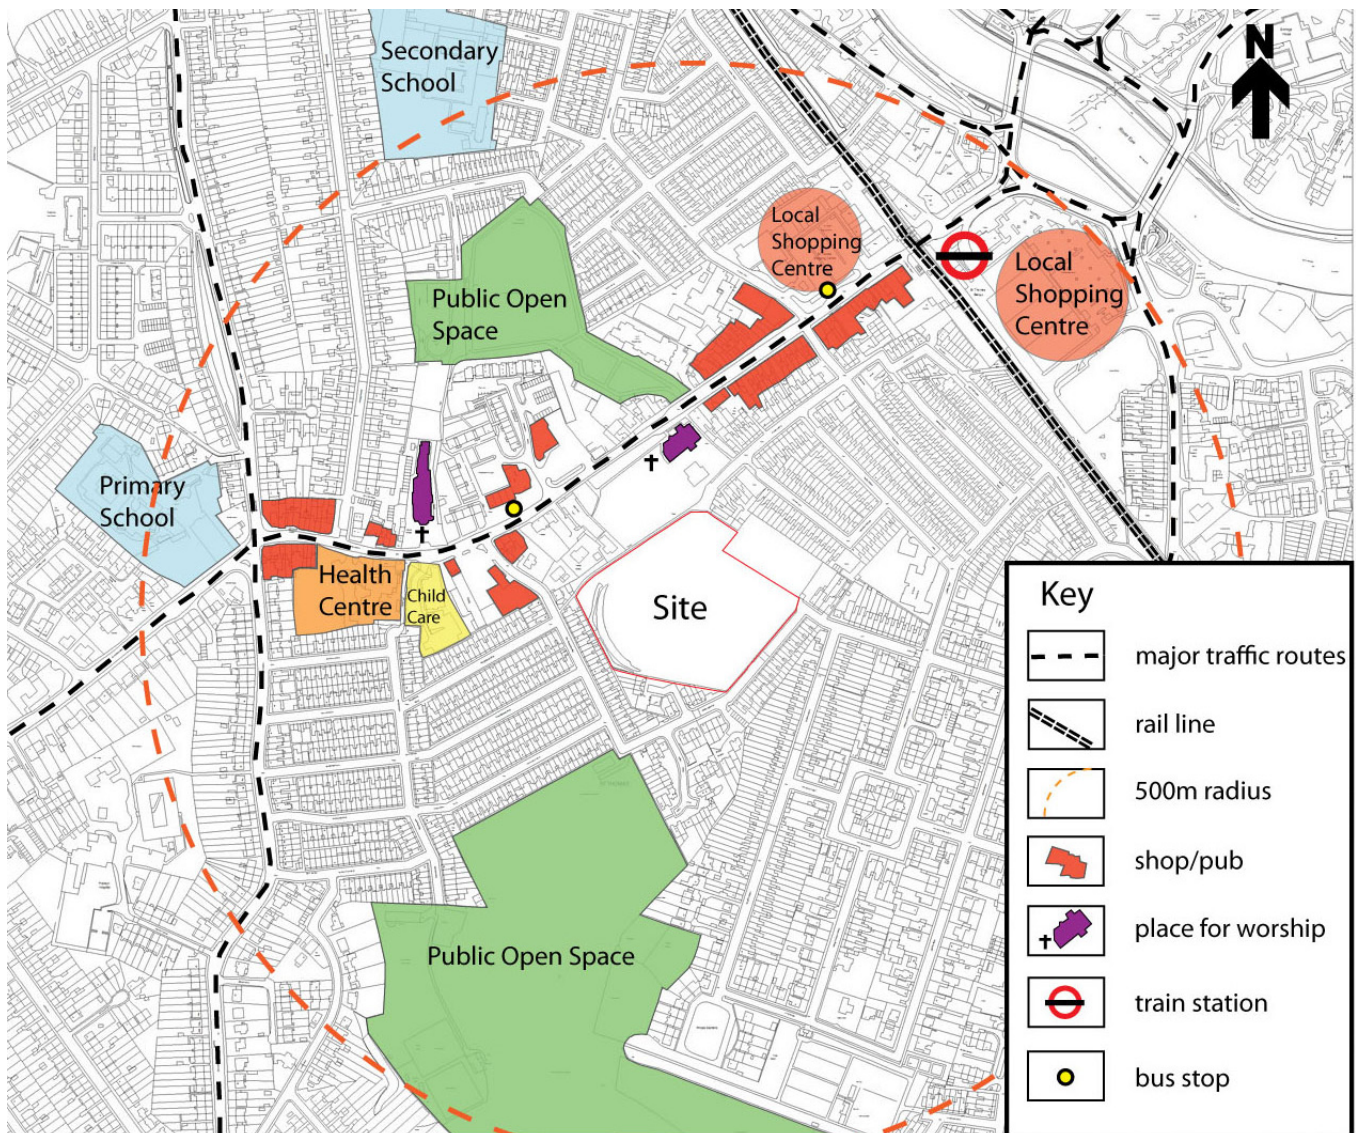 Secondary
School
N
Local
Shopping
Centre
Local
Shopping
Centre
Public Open
Space
Primary
School
Health
Centre
Child
Care
Site
Public Open Space
Key
major traffic routes
rail line
500m radius
shop/pub
place for worship
train station
bus stop